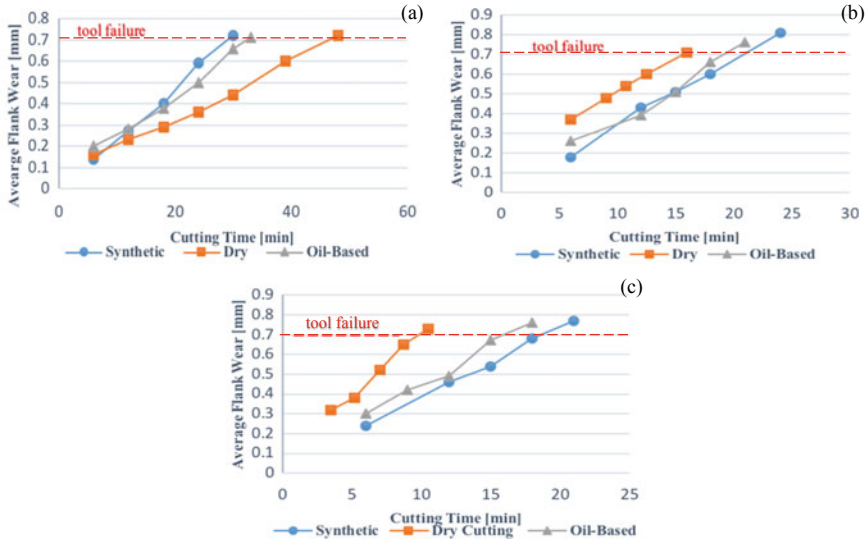 (a)
0.8
tool failure
0.7
0.6
0.5
0.4
0.3
0.2
0.1
0
Avearge Flank Wear [mm]
0 20 40 60
Cutting Time [min]
Synthetic Dry Oil-Based
(b)
0.9
0.8
tool failure
0.7
0.6
0.5
0.4
0.3
0.2
0.1
0
Average Flank Wear [mm]
0 5 10 15 20 25 30
Cutting Time [min]
Synthetic Dry Oil-Based
(c)
0.9
0.8
tool failure
0.7
0.6
0.5
0.4
0.3
0.2
0.1
0
Average Flank Wear [mm]
0 5 10 15 20 25
Cutting Time [min]
Synthetic Dry Cutting Oil-Based